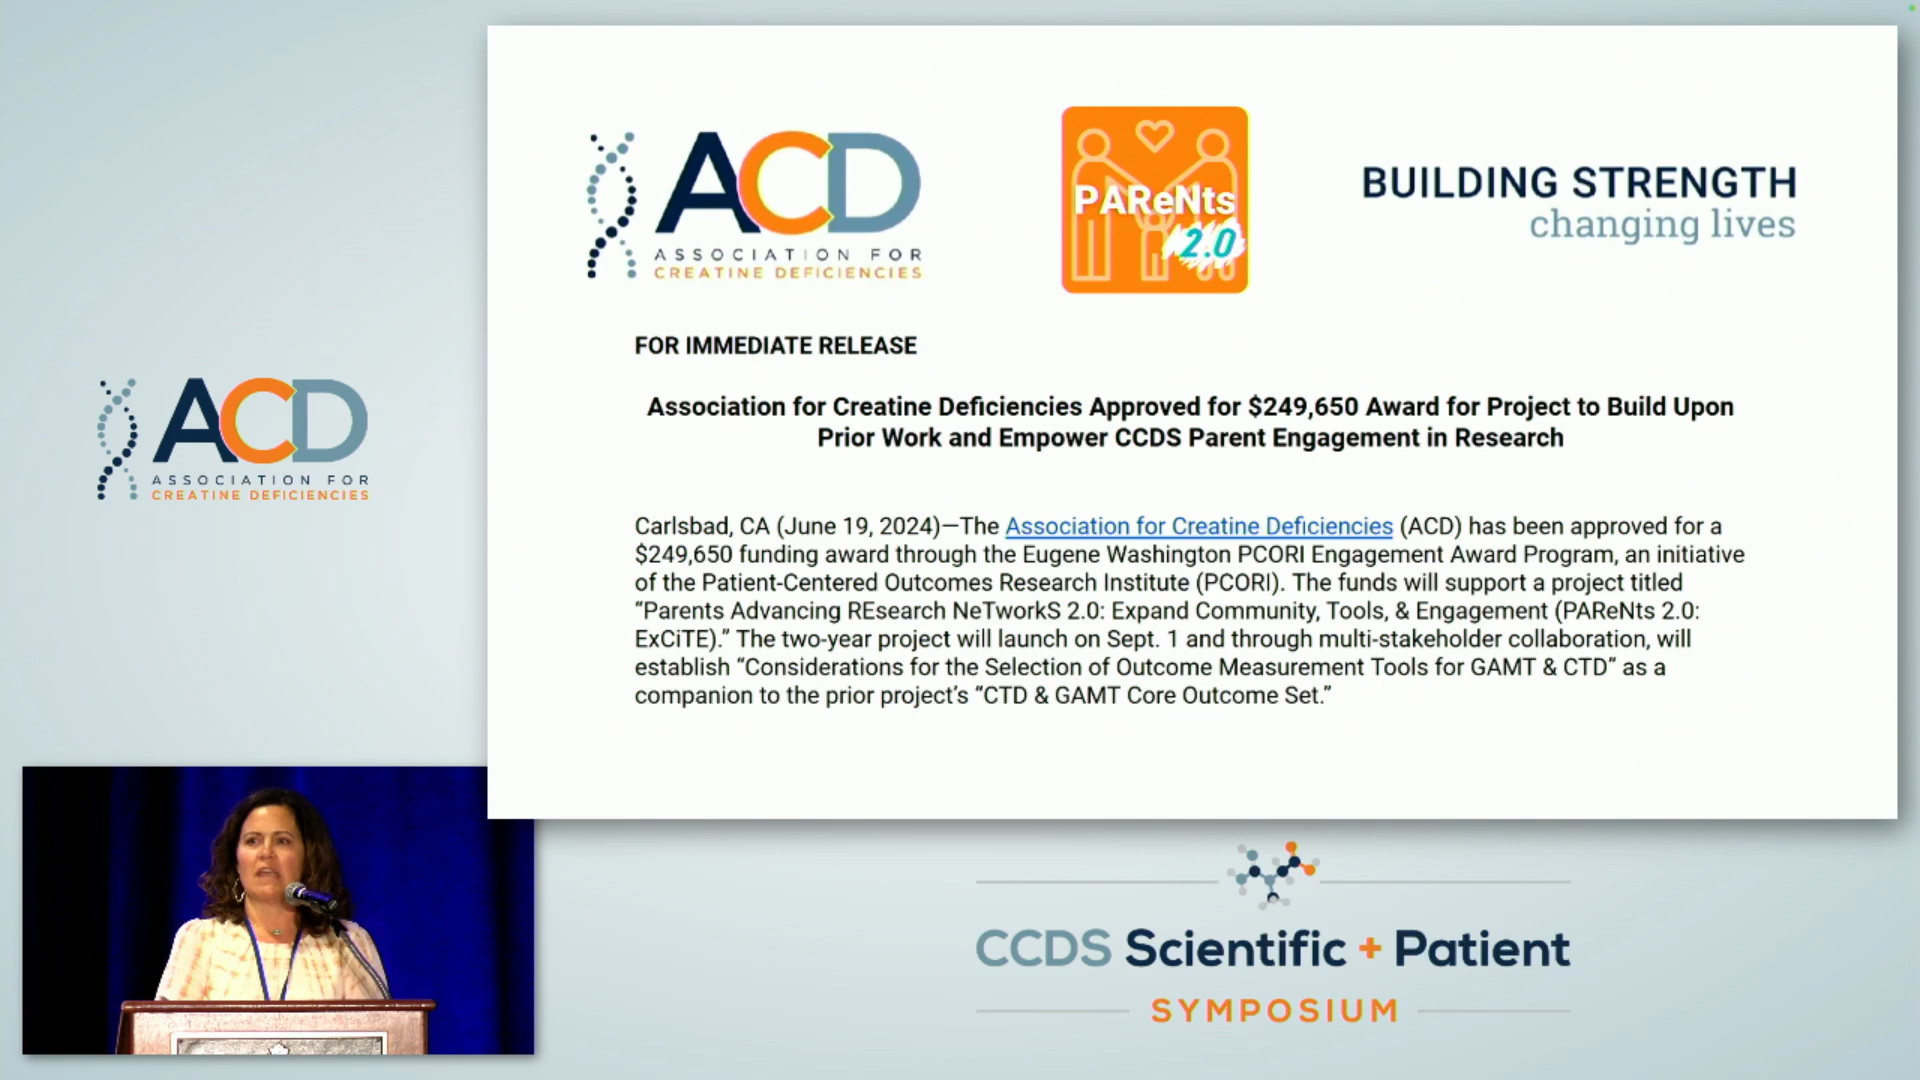 ACD
ASSOCIATION FOR
CREATINE DEFICIENCIES
PAReNts
2.0
BUILDING STRENGTH
changing lives
FOR IMMEDIATE RELEASE
Association for Creatine Deficiencies Approved for $249,650 Award for Project to Build Upon
Prior Work and Empower CCDS Parent Engagement in Research
Carlsbad, CA (June 19, 2024)—The Association for Creatine Deficiencies (ACD) has been approved for a
$249,650 funding award through the Eugene Washington PCORI Engagement Award Program, an initiative
of the Patient-Centered Outcomes Research Institute (PCORI). The funds will support a project titled
“Parents Advancing REsearch NeTworkS 2.0: Expand Community, Tools, & Engagement (PAReNts 2.0:
ExCiTE).” The two-year project will launch on Sept. 1 and through multi-stakeholder collaboration, will
establish “Considerations for the Selection of Outcome Measurement Tools for GAMT & CTD” as a
companion to the prior project’s “CTD & GAMT Core Outcome Set.”
ACD
ASSOCIATION FOR
CREATINE DEFICIENCIES
CCDS Scientific + Patient
SYMPOSIUM